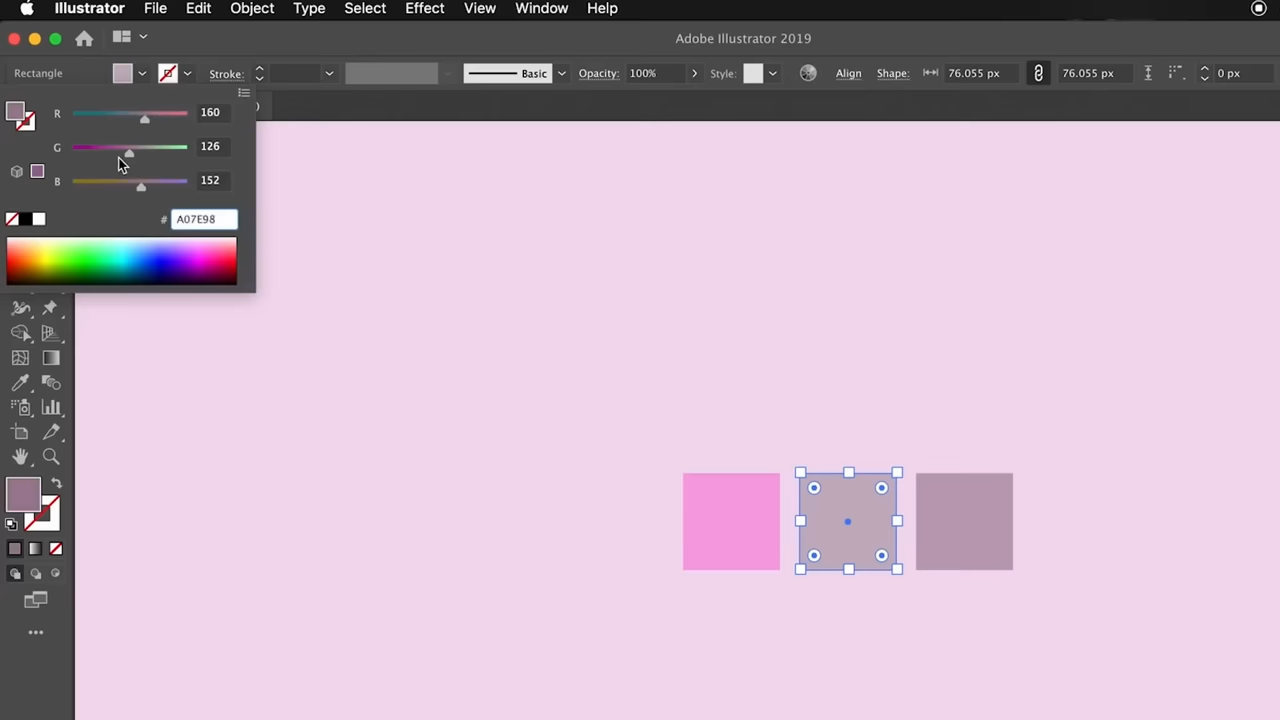 Illustrator File Edit Object Type Select Effect View Window Help
Adobe Illustrator 2019
Rectangle Stroke: Basic Opacity: 100% Style: Align Shape: 76.055 px 76.055 px 0 px
R 160
G 126
B 152
# A07E98